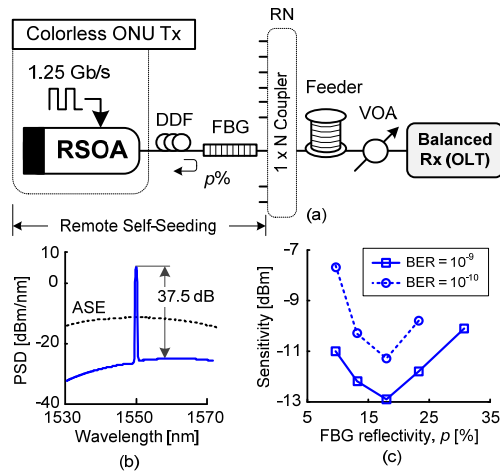 Colorless ONU Tx
RN
1.25 Gb/s
RSOA
DDF
FBG
p%
1 x N Coupler
Feeder
VOA
Balanced
Rx (OLT)
Remote Self-Seeding
(a)
10
0
-20
-40
PSD [dBm/nm]
ASE
37.5 dB
1530
1550
1570
Wavelength [nm]
(b)
-5
-7
-9
-11
-13
Sensitivity [dBm]
BER = 10⁻⁹
BER = 10⁻¹⁰
5
15
25
35
FBG reflectivity, p [%]
(c)